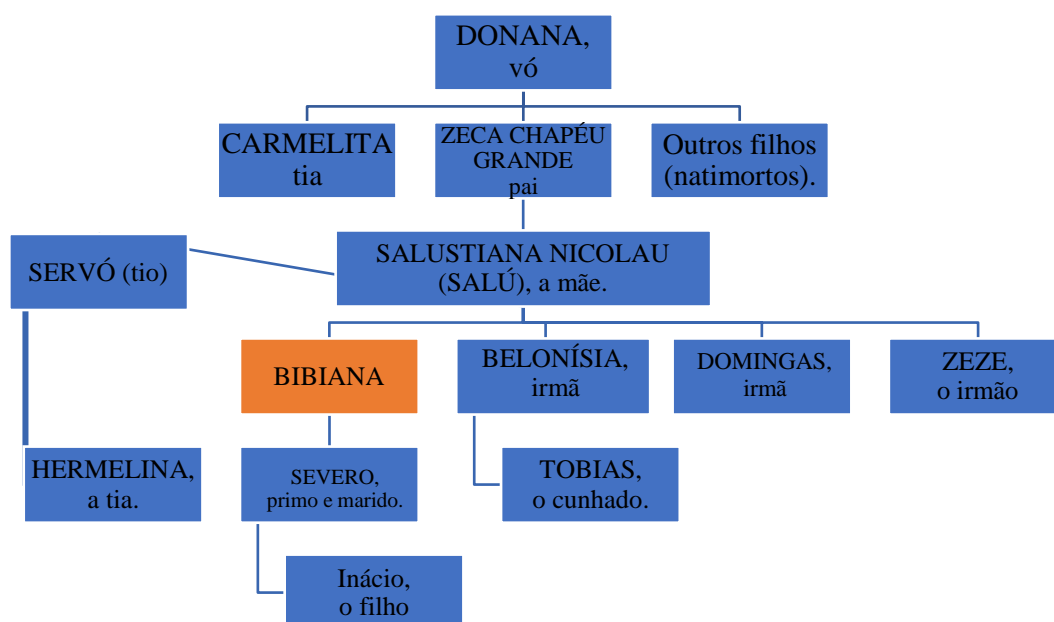 DONANA,
vó
CARMELITA
tia
ZECA CHAPÉU
GRANDE
pai
Outros filhos
(natimortos).
SERVÓ (tio)
SALUSTIANA NICOLAU
(SALÚ), a mãe.
BIBIANA
BELONÍSIA,
irmã
DOMINGAS,
irmã
ZEZE,
o irmão
HERMELINA,
a tia.
SEVERO,
primo e marido.
TOBIAS,
o cunhado.
Inácio,
o filho